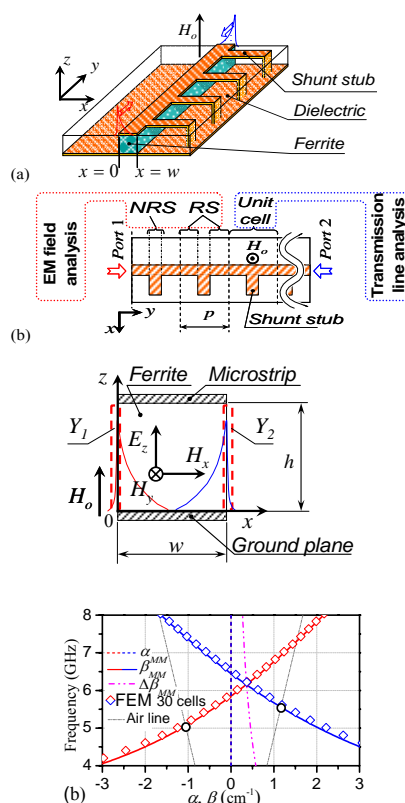 H_o
z
y
x
Shunt stub
Dielectric
Ferrite
x = 0
x = w
(a)
NRS RS Unit cell
EM field analysis
Port 1
Port 2
Transmission line analysis
H_o
y
x
p
Shunt stub
(b)
z
Ferrite
Microstrip
Y_1
Y_2
E_z
H_x
H_y
h
H_o
0
x
w
Ground plane
8
7
6
5
4
Frequency (GHz)
α
β^MM
Δβ^MM
FEM 30 cells
Air line
-3 -2 -1 0 1 2 3
(b)
α, β (cm^-1)